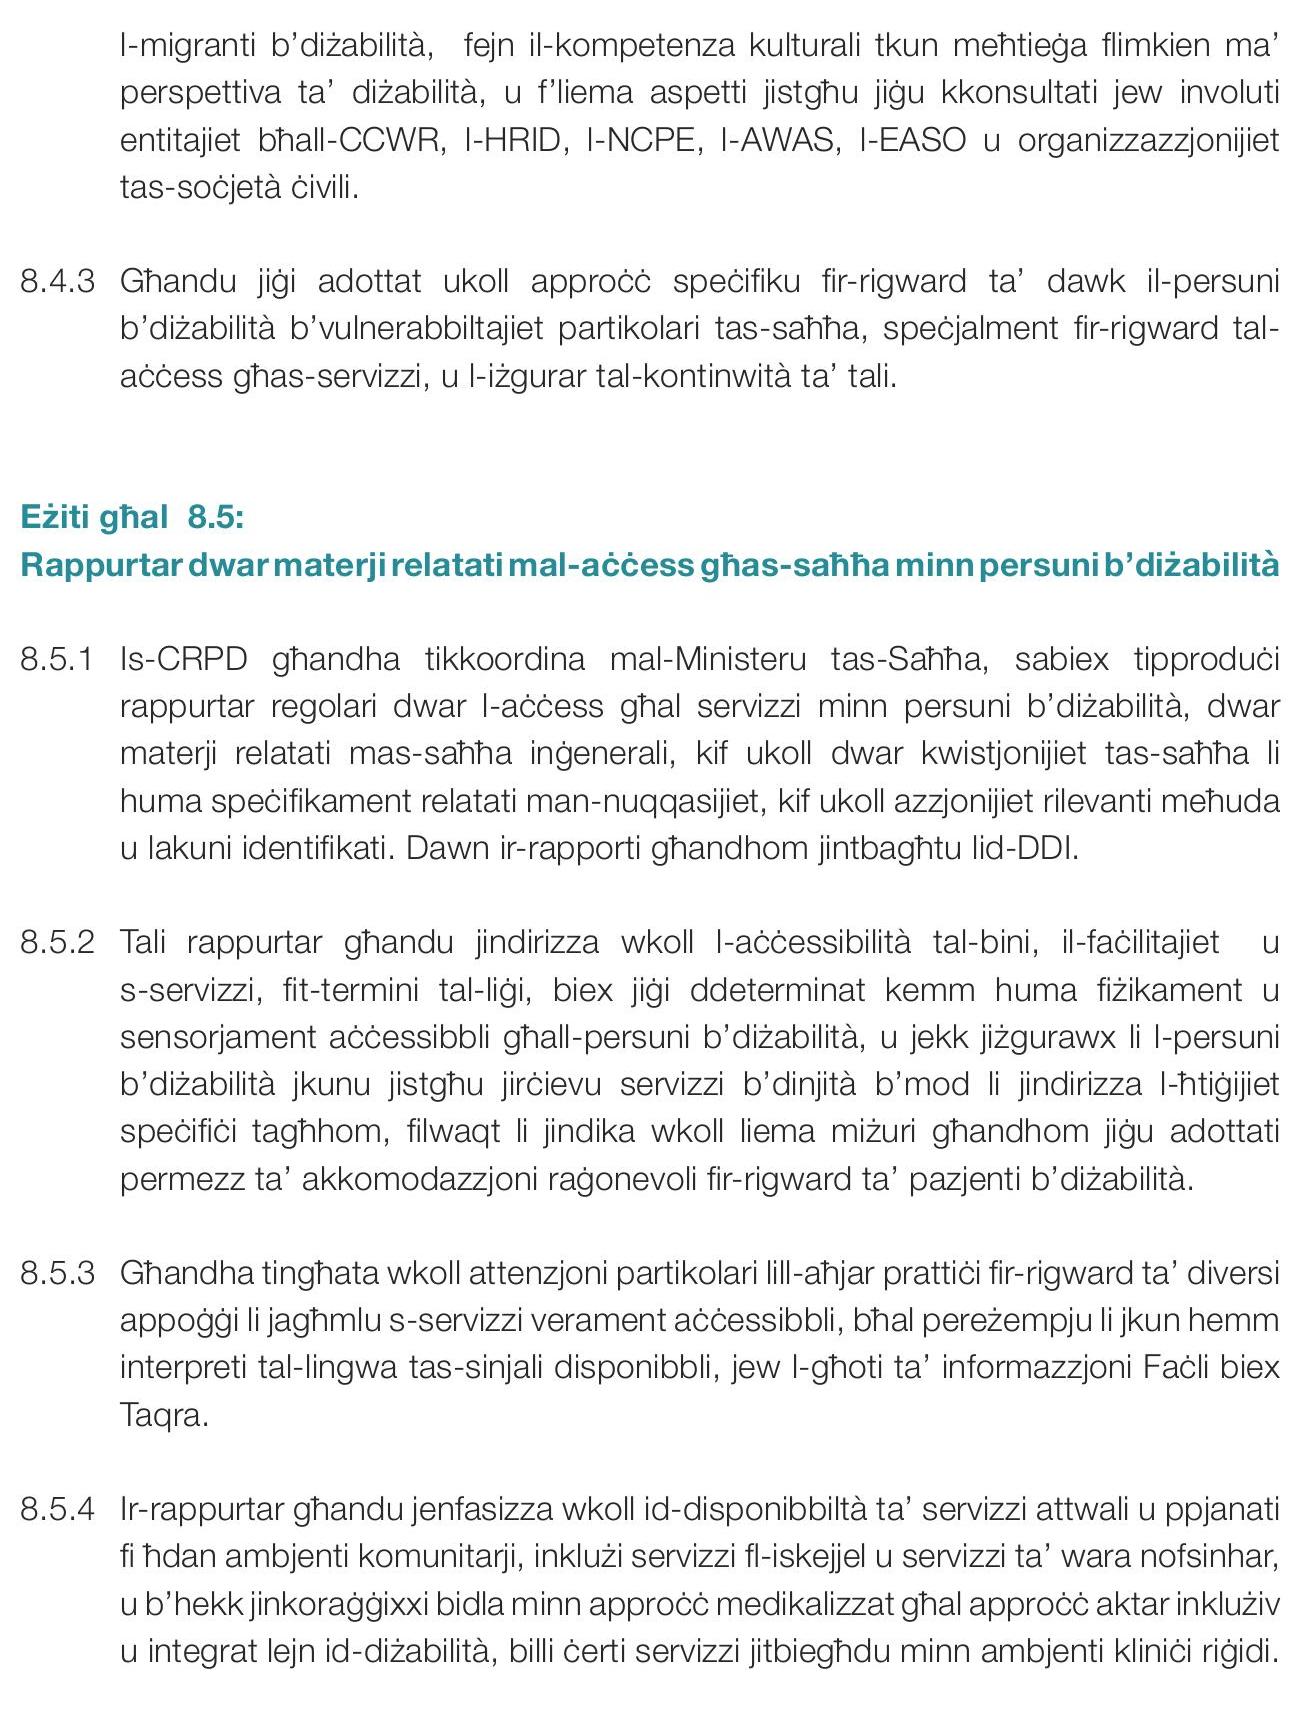 l-migranti b’diżabilità, fejn il-kompetenza kulturali tkun meħtieġa flimkien ma’
perspettiva ta’ diżabilità, u f’liema aspetti jistgħu jiġu kkonsultati jew involuti
entitajiet bħall-CCWR, l-HRID, l-NCPE, l-AWAS, l-EASO u organizzazzjonijiet
tas-soċjetà ċivili.
8.4.3 Għandu jiġi adottat ukoll approċċ speċifiku fir-rigward ta’ dawk il-persuni
b’diżabilità b’vulnerabbiltajiet partikolari tas-saħħa, speċjalment fir-rigward tal-
aċċess għas-servizzi, u l-iżgurar tal-kontinwità ta’ tali.
Eżiti għal 8.5:
Rappurtar dwar materji relatati mal-aċċess għas-saħħa minn persuni b’diżabilità
8.5.1 Is-CRPD għandha tikkoordina mal-Ministeru tas-Saħħa, sabiex tipproduċi
rappurtar regolari dwar l-aċċess għal servizzi minn persuni b’diżabilità, dwar
materji relatati mas-saħħa inġenerali, kif ukoll dwar kwistjonijiet tas-saħħa li
huma speċifikament relatati man-nuqqasijiet, kif ukoll azzjonijiet rilevanti meħuda
u lakuni identifikati. Dawn ir-rapporti għandhom jintbagħtu lid-DDI.
8.5.2 Tali rappurtar għandu jindirizza wkoll l-aċċessibilità tal-bini, il-faċilitajiet u
s-servizzi, fit-termini tal-liġi, biex jiġi ddeterminat kemm huma fiżikament u
sensorjament aċċessibbli għall-persuni b’diżabilità, u jekk jiżgurawx li l-persuni
b’diżabilità jkunu jistgħu jirċievu servizzi b’dinjità b’mod li jindirizza l-ħtiġijiet
speċifiċi tagħhom, filwaqt li jindika wkoll liema miżuri għandhom jiġu adottati
permezz ta’ akkomodazzjoni raġonevoli fir-rigward ta’ pazjenti b’diżabilità.
8.5.3 Għandha tingħata wkoll attenzjoni partikolari lill-aħjar prattiċi fir-rigward ta’ diversi
appoġġi li jagħmlu s-servizzi verament aċċessibbli, bħal pereżempju li jkun hemm
interpreti tal-lingwa tas-sinjali disponibbli, jew l-għoti ta’ informazzjoni Faċli biex
Taqra.
8.5.4 Ir-rappurtar għandu jenfasizza wkoll id-disponibbiltà ta’ servizzi attwali u ppjanati
fi ħdan ambjenti komunitarji, inklużi servizzi fl-iskejjel u servizzi ta’ wara nofsinhar,
u b’hekk jinkoraġġixxi bidla minn approċċ medikalizzat għal approċċ aktar inklużiv
u integrat lejn id-diżabilità, billi ċerti servizzi jitbiegħdu minn ambjenti kliniċi riġidi.